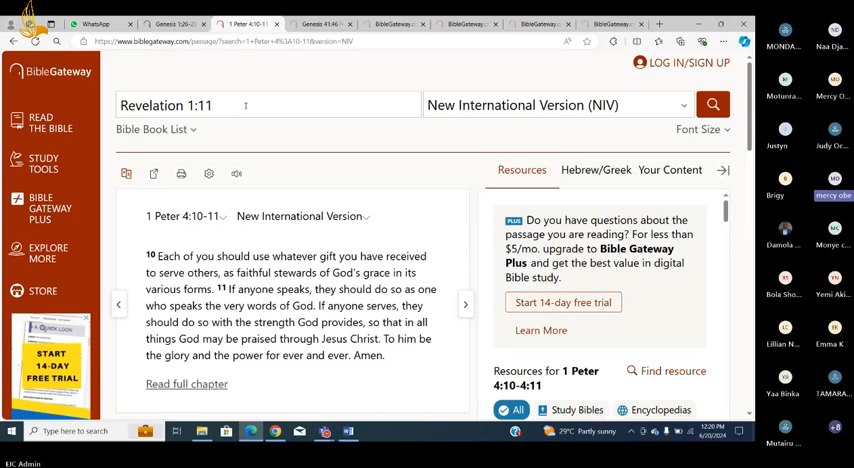 WhatsApp
Genesis 1:26-2
1 Peter 4:10-11
Genesis 41:46
BibleGateway
BibleGateway
BibleGateway
BibleGateway
https://www.biblegateway.com/passage/?search=1+Peter+4%3A10-11&version=NIV
BibleGateway
LOG IN/SIGN UP
Revelation 1:11
New International Version (NIV)
Bible Book List
Font Size
READ
THE BIBLE
STUDY
TOOLS
BIBLE
GATEWAY
PLUS
EXPLORE
MORE
STORE
A QUICK LOOK
START
14-DAY
FREE TRIAL
1 Peter 4:10-11
New International Version
10 Each of you should use whatever gift you have received
to serve others, as faithful stewards of God's grace in its
various forms. 11 If anyone speaks, they should do so as one
who speaks the very words of God. If anyone serves, they
should do so with the strength God provides, so that in all
things God may be praised through Jesus Christ. To him be
the glory and the power for ever and ever. Amen.
Read full chapter
Resources
Hebrew/Greek
Your Content
PLUS Do you have questions about the
passage you are reading? For less than
$5/mo. upgrade to Bible Gateway
Plus and get the best value in digital
Bible study.
Start 14-day free trial
Learn More
Resources for 1 Peter
4:10-4:11
Find resource
All
Study Bibles
Encyclopedias
Type here to search
29°C Partly sunny
12:20 PM
6/20/2024
EIC Admin
MONDA...
ND
Naa Dja...
M
Motunra...
MO
Mercy O...
J
Justyn
JO
Judy Oc...
B
Brigy
MO
mercy obe
Damola ...
MC
Monye c...
BS
Bola Sho...
YN
Yemi Aki...
LC
Lillian N...
EK
Emma K
YB
Yaa Binka
T
TAMARA...
Mutairu ...
+8